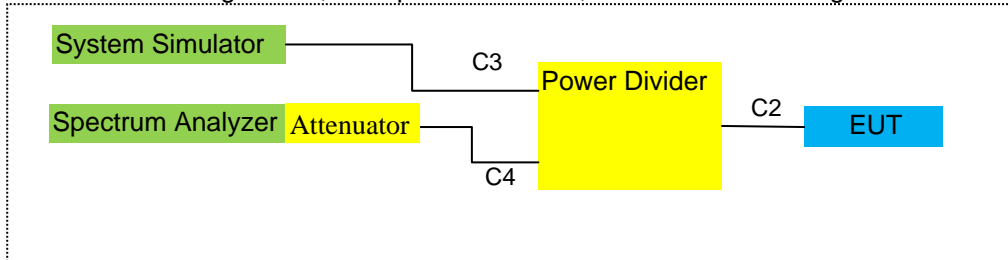 System Simulator
C3
Power Divider
Spectrum Analyzer
Attenuator
C2
EUT
C4